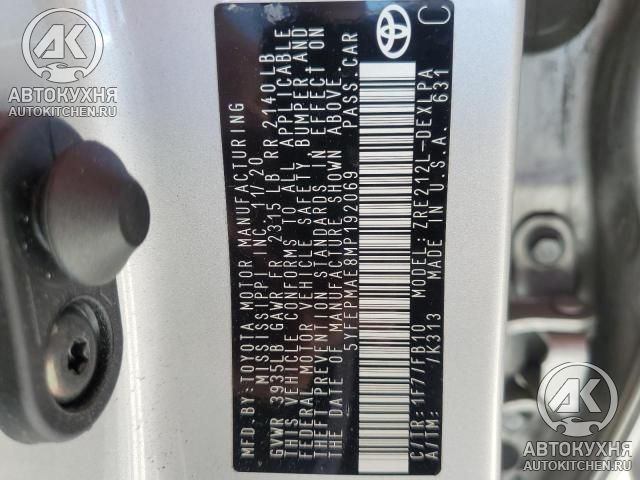 MFD. BY: TOYOTA MOTOR MANUFACTURING
MISSISSIPPI INC. 11/20
GVWR 3935LB GAWR FR 2315 LB RR 2140LB
THIS VEHICLE CONFORMS TO ALL APPLICABLE
FEDERAL MOTOR VEHICLE SAFETY, BUMPER, AND
THEFT PREVENTION STANDARDS IN EFFECT ON
THE DATE OF MANUFACTURE SHOWN ABOVE.
5YFEPMAE8MP192069 PASS. CAR
C/TR: 1F7/FB10 MODEL: ZRE212L-DEXLPA
A/TM: /K313 MADE IN U.S.A. 631
C
АК
АВТОКУХНЯ
AUTOKITCHEN.RU
АК
АВТОКУХНЯ
AUTOKITCHEN.RU